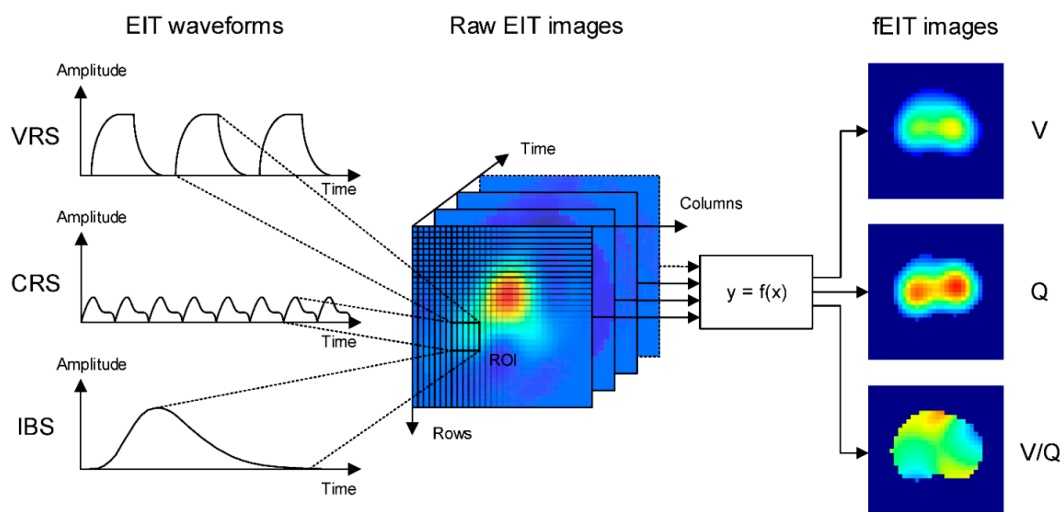 EIT waveforms
Raw EIT images
fEIT images
Amplitude
VRS
Time
Amplitude
CRS
Time
Amplitude
IBS
Time
Time
Columns
ROI
Rows
y = f(x)
V
Q
V/Q